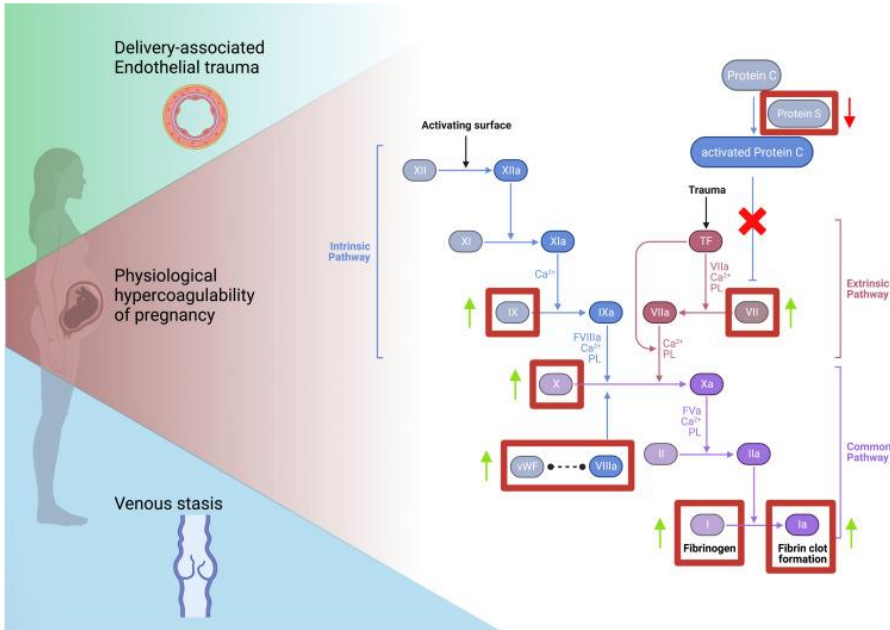 Delivery-associated
Endothelial trauma
Physiological
hypercoagulability
of pregnancy
Venous stasis
Protein C
Protein S
activated Protein C
Activating surface
XII
XIIa
Trauma
Intrinsic
Pathway
XI
XIa
TF
Ca²⁺
VIIa
Ca²⁺
PL
Extrinsic
Pathway
IX
IXa
VIIa
VII
FVIIIa
Ca²⁺
PL
Ca²⁺
PL
X
Xa
FVa
Ca²⁺
PL
Common
Pathway
vWF
VIIIa
II
IIa
I
Ia
Fibrinogen
Fibrin clot
formation